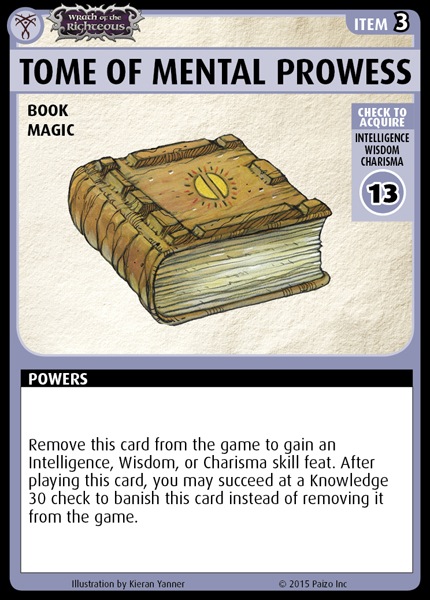 Wrath of the
Righteous
ITEM 3
TOME OF MENTAL PROWESS
BOOK
MAGIC
CHECK TO
ACQUIRE
INTELLIGENCE
WISDOM
CHARISMA
13
POWERS
Remove this card from the game to gain an
Intelligence, Wisdom, or Charisma skill feat. After
playing this card, you may succeed at a Knowledge
30 check to banish this card instead of removing it
from the game.
Illustration by Kieran Yanner
© 2015 Paizo Inc